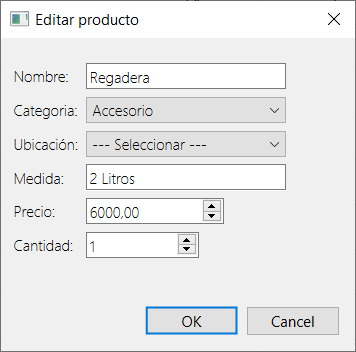 Editar producto
Nombre: Regadera
Categoria: Accesorio
Ubicación: --- Seleccionar ---
Medida: 2 Litros
Precio: 6000,00
Cantidad: 1
OK Cancel